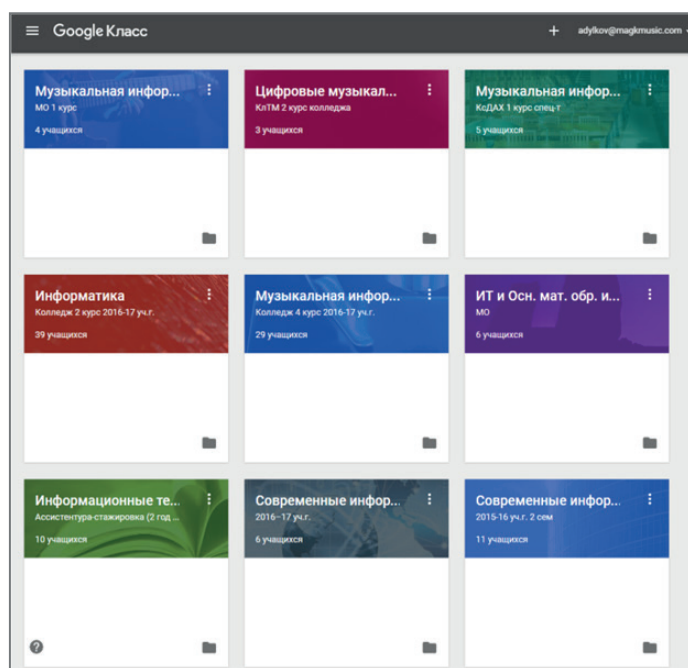 Google Класс
+ adylkov@magkmusic.com
Музыкальная инфор...
МО 1 курс
4 учащихся
Цифровые музыкал...
КлТМ 2 курс колледжа
3 учащихся
Музыкальная инфор...
КсДАХ 1 курс спец-т
5 учащихся
Информатика
Колледж 2 курс 2016-17 уч.г.
39 учащихся
Музыкальная инфор...
Колледж 4 курс 2016-17 уч.г.
29 учащихся
ИТ и Осн. мат. обр. и...
МО
6 учащихся
Информационные те...
Ассистентура-стажировка (2 год ...
10 учащихся
Современные инфор...
2016–17 уч.г.
6 учащихся
Современные инфор...
2015-16 уч.г. 2 сем
11 учащихся
?